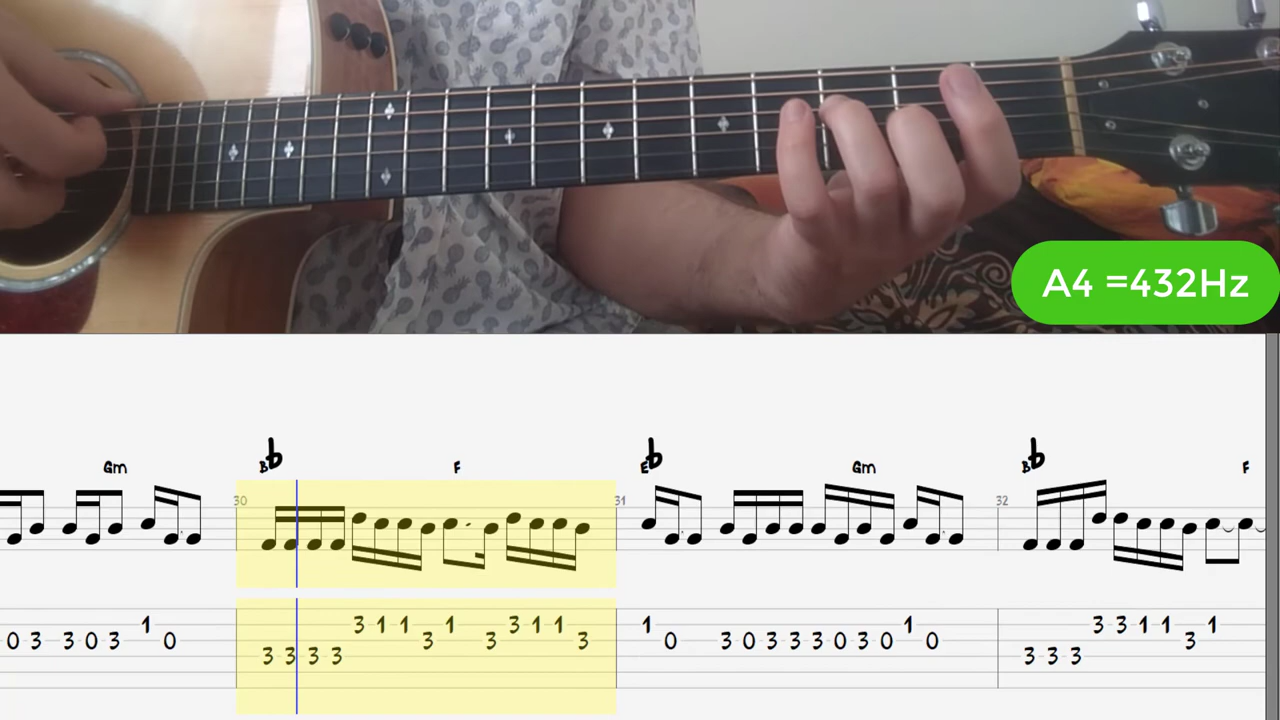 A4 =432Hz
Gm B♭ F E♭ Gm B♭ F
30 31 32
1 3 1 1 1 3 1 1 1 1 3 3 1 1 1
0 3 3 0 3 0 3 3 3 0 3 0 3 3 0 3 0 0 3
3 3 3 3 3 3 3